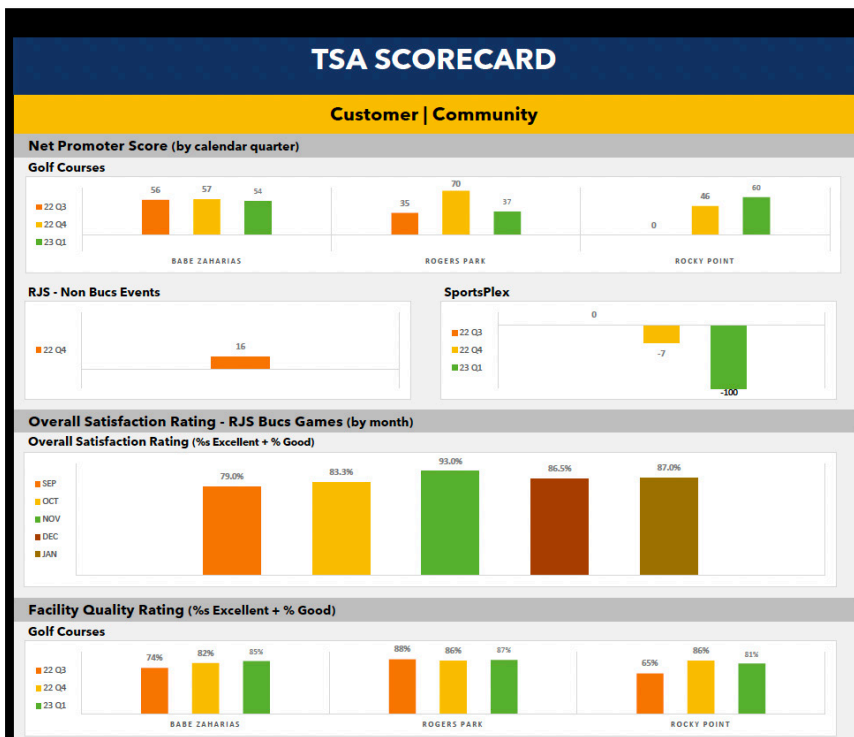 TSA SCORECARD
Customer | Community
Net Promoter Score (by calendar quarter)
Golf Courses
22 Q3
22 Q4
23 Q1
56 57 54
35 70 37
0 46 60
BABE ZAHARIAS ROGERS PARK ROCKY POINT
RJS - Non Bucs Events
22 Q4
16
SportsPlex
22 Q3
22 Q4
23 Q1
0
-7
-100
Overall Satisfaction Rating - RJS Bucs Games (by month)
Overall Satisfaction Rating (%s Excellent + % Good)
SEP
OCT
NOV
DEC
JAN
79.0% 83.3% 93.0% 86.5% 87.0%
Facility Quality Rating (%s Excellent + % Good)
Golf Courses
22 Q3
22 Q4
23 Q1
74% 82% 85%
88% 86% 87%
65% 86% 81%
BABE ZAHARIAS ROGERS PARK ROCKY POINT